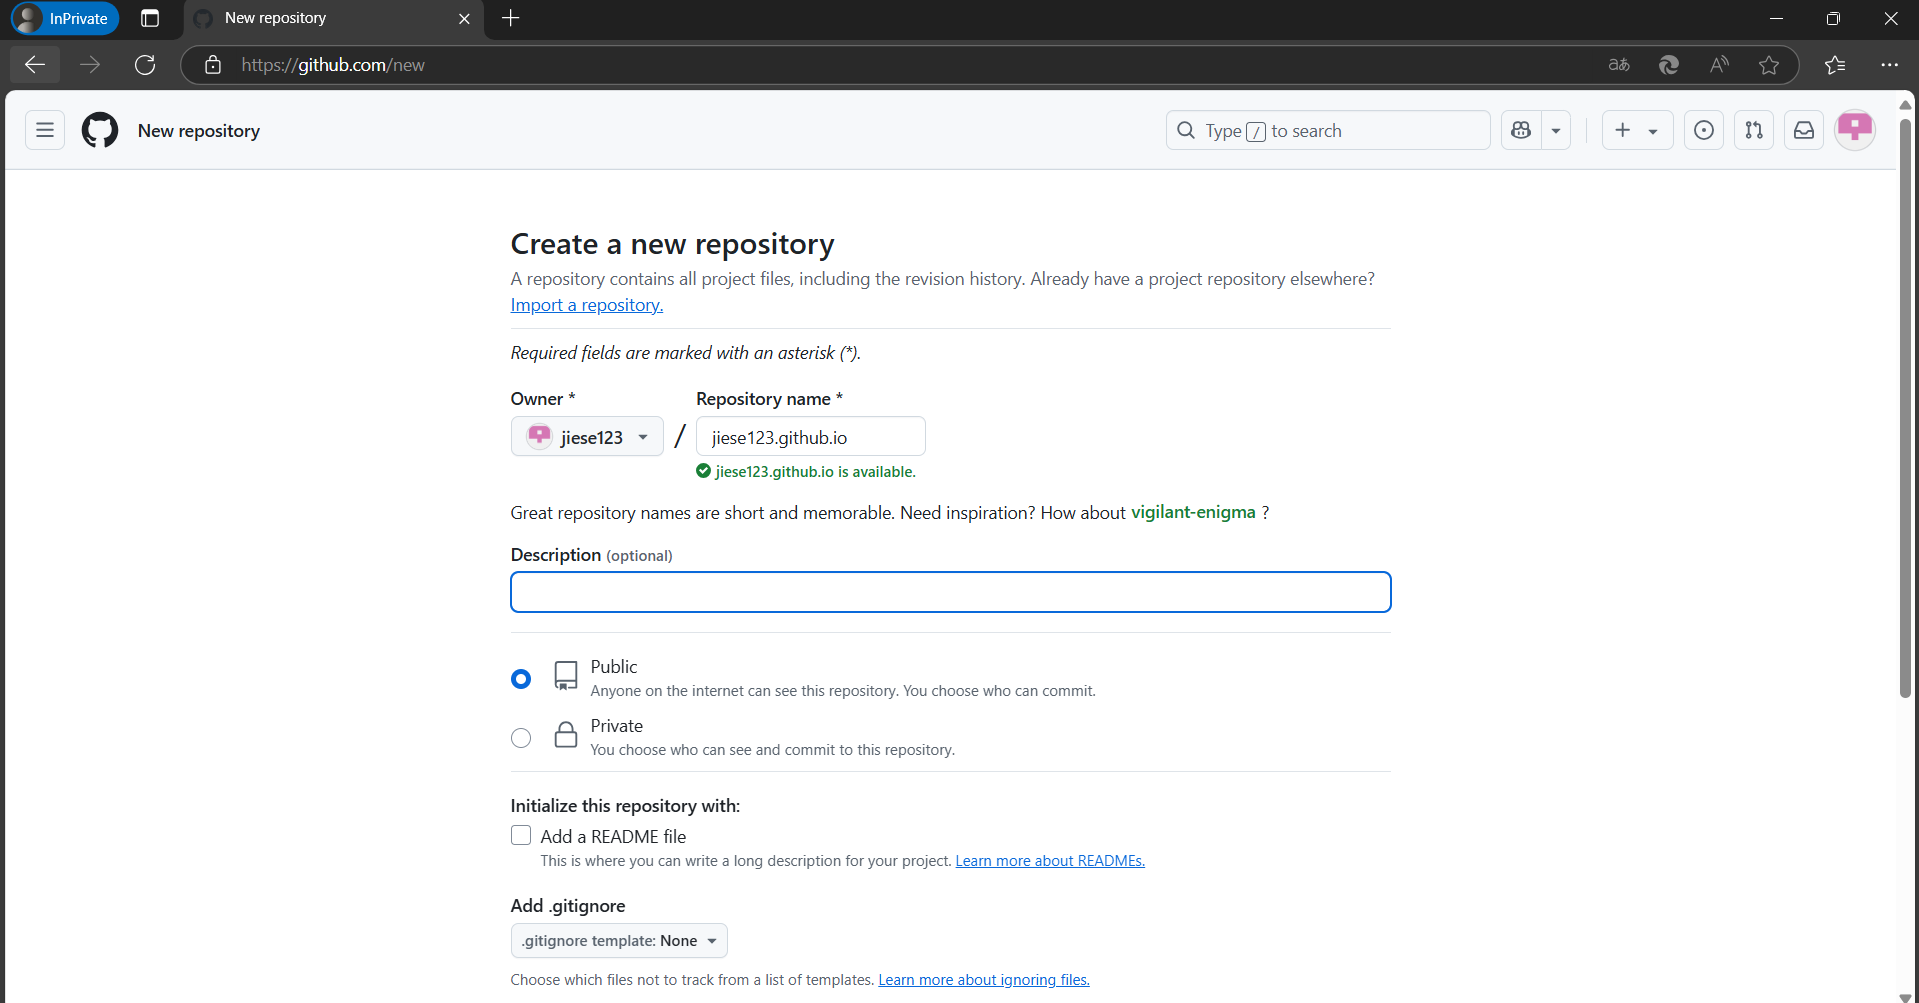 InPrivate
New repository
https://github.com/new
New repository
Type / to search
Create a new repository
A repository contains all project files, including the revision history. Already have a project repository elsewhere?
Import a repository.
Required fields are marked with an asterisk (*).
Owner * Repository name *
jiese123 / jiese123.github.io
jiese123.github.io is available.
Great repository names are short and memorable. Need inspiration? How about vigilant-enigma ?
Description (optional)
Public
Anyone on the internet can see this repository. You choose who can commit.
Private
You choose who can see and commit to this repository.
Initialize this repository with:
Add a README file
This is where you can write a long description for your project. Learn more about READMEs.
Add .gitignore
.gitignore template: None
Choose which files not to track from a list of templates. Learn more about ignoring files.